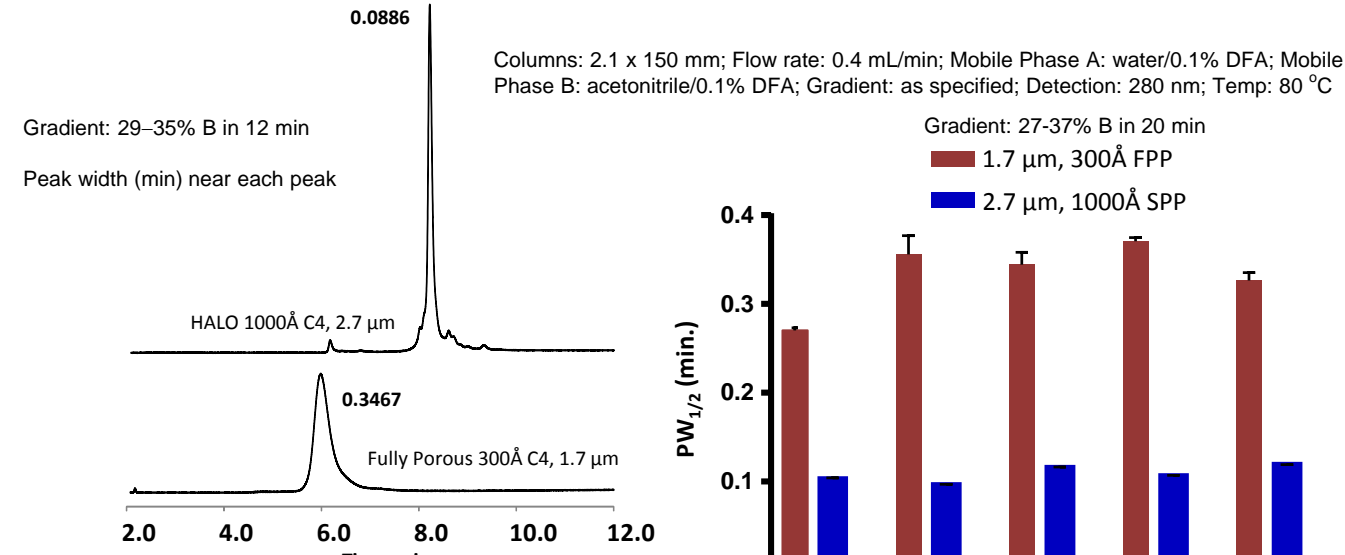 0.0886
Columns: 2.1 x 150 mm; Flow rate: 0.4 mL/min; Mobile Phase A: water/0.1% DFA; Mobile
Phase B: acetonitrile/0.1% DFA; Gradient: as specified; Detection: 280 nm; Temp: 80 °C
Gradient: 29–35% B in 12 min
Peak width (min) near each peak
HALO 1000Å C4, 2.7 µm
0.3467
Fully Porous 300Å C4, 1.7 µm
2.0 4.0 6.0 8.0 10.0 12.0
Gradient: 27-37% B in 20 min
1.7 µm, 300Å FPP
2.7 µm, 1000Å SPP
PW1/2 (min.)
0.4
0.3
0.2
0.1